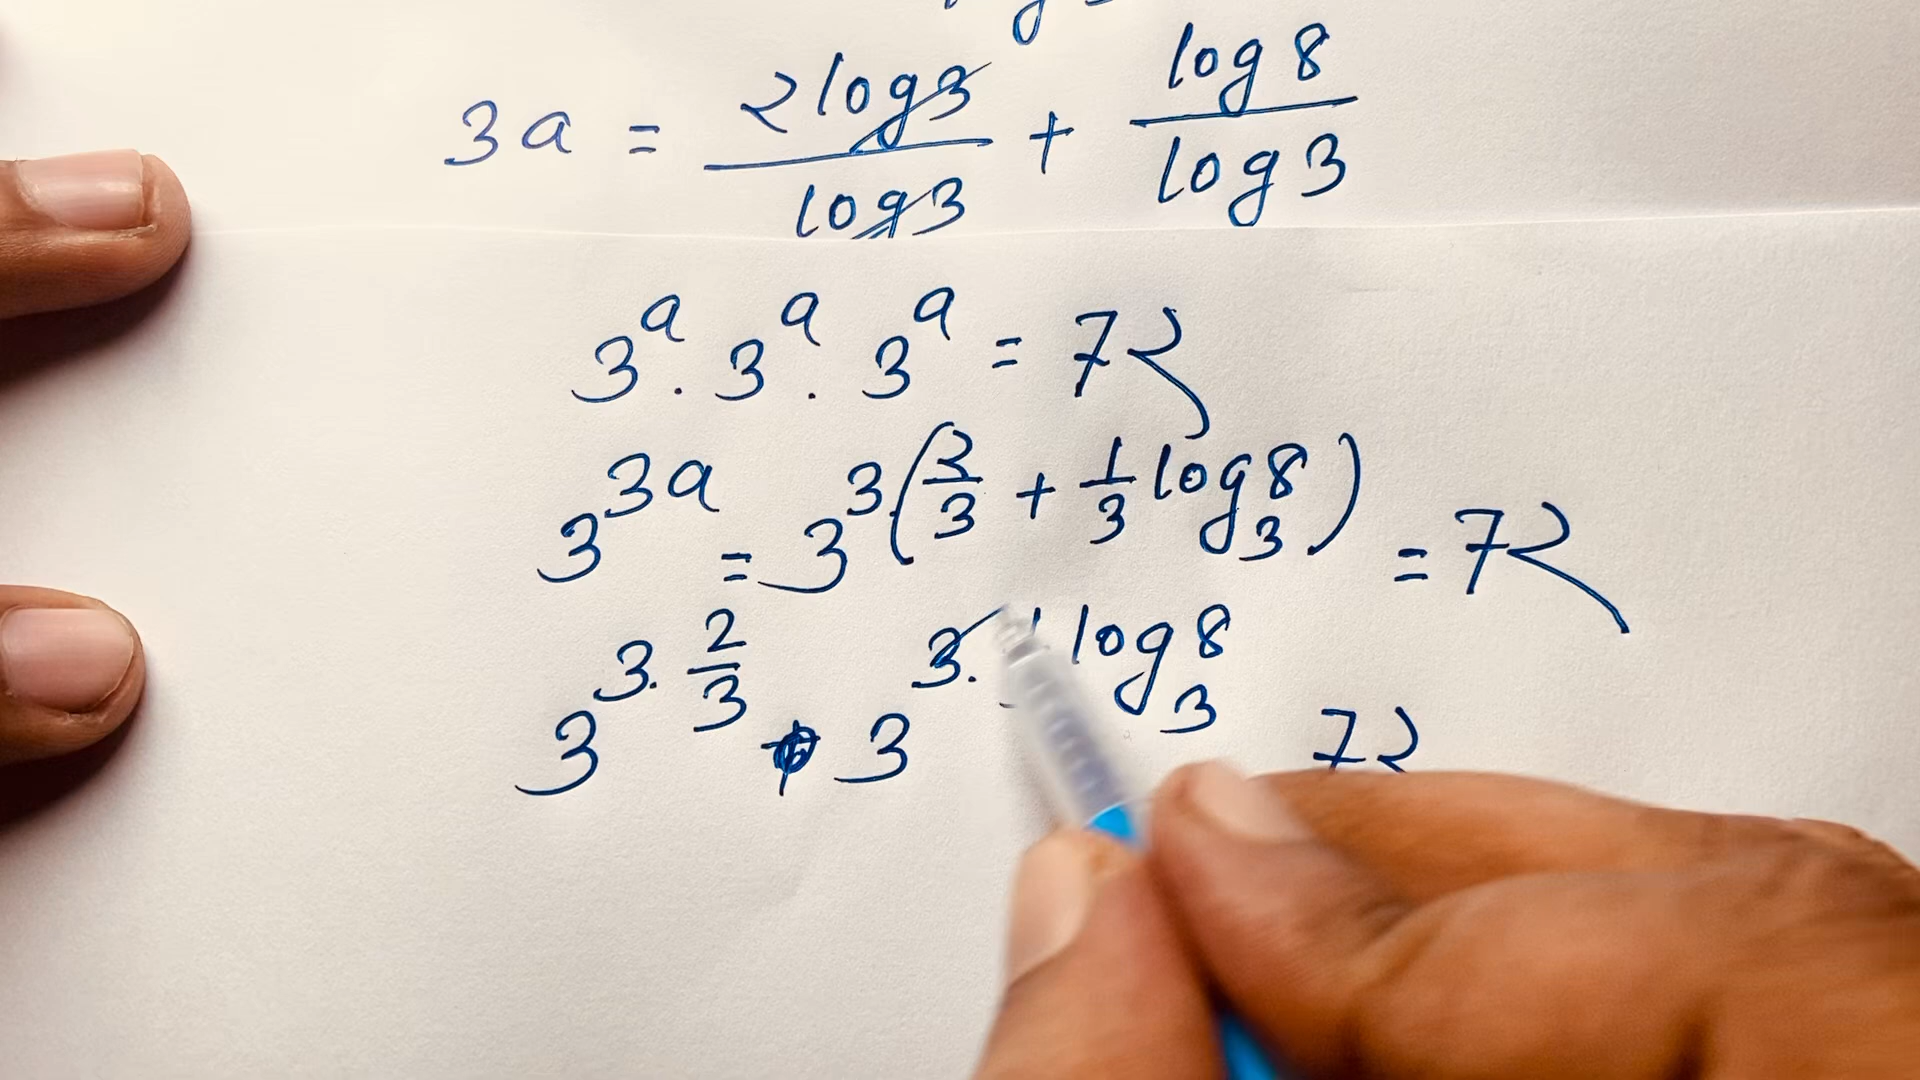 3a = 2log3/log3 + log8/log3
3^a . 3^a . 3^a = 72
3^3a = 3^3(2/3 + 1/3 log_3 8) = 72
3^3.2/3 · 3^3. log_3 8 72